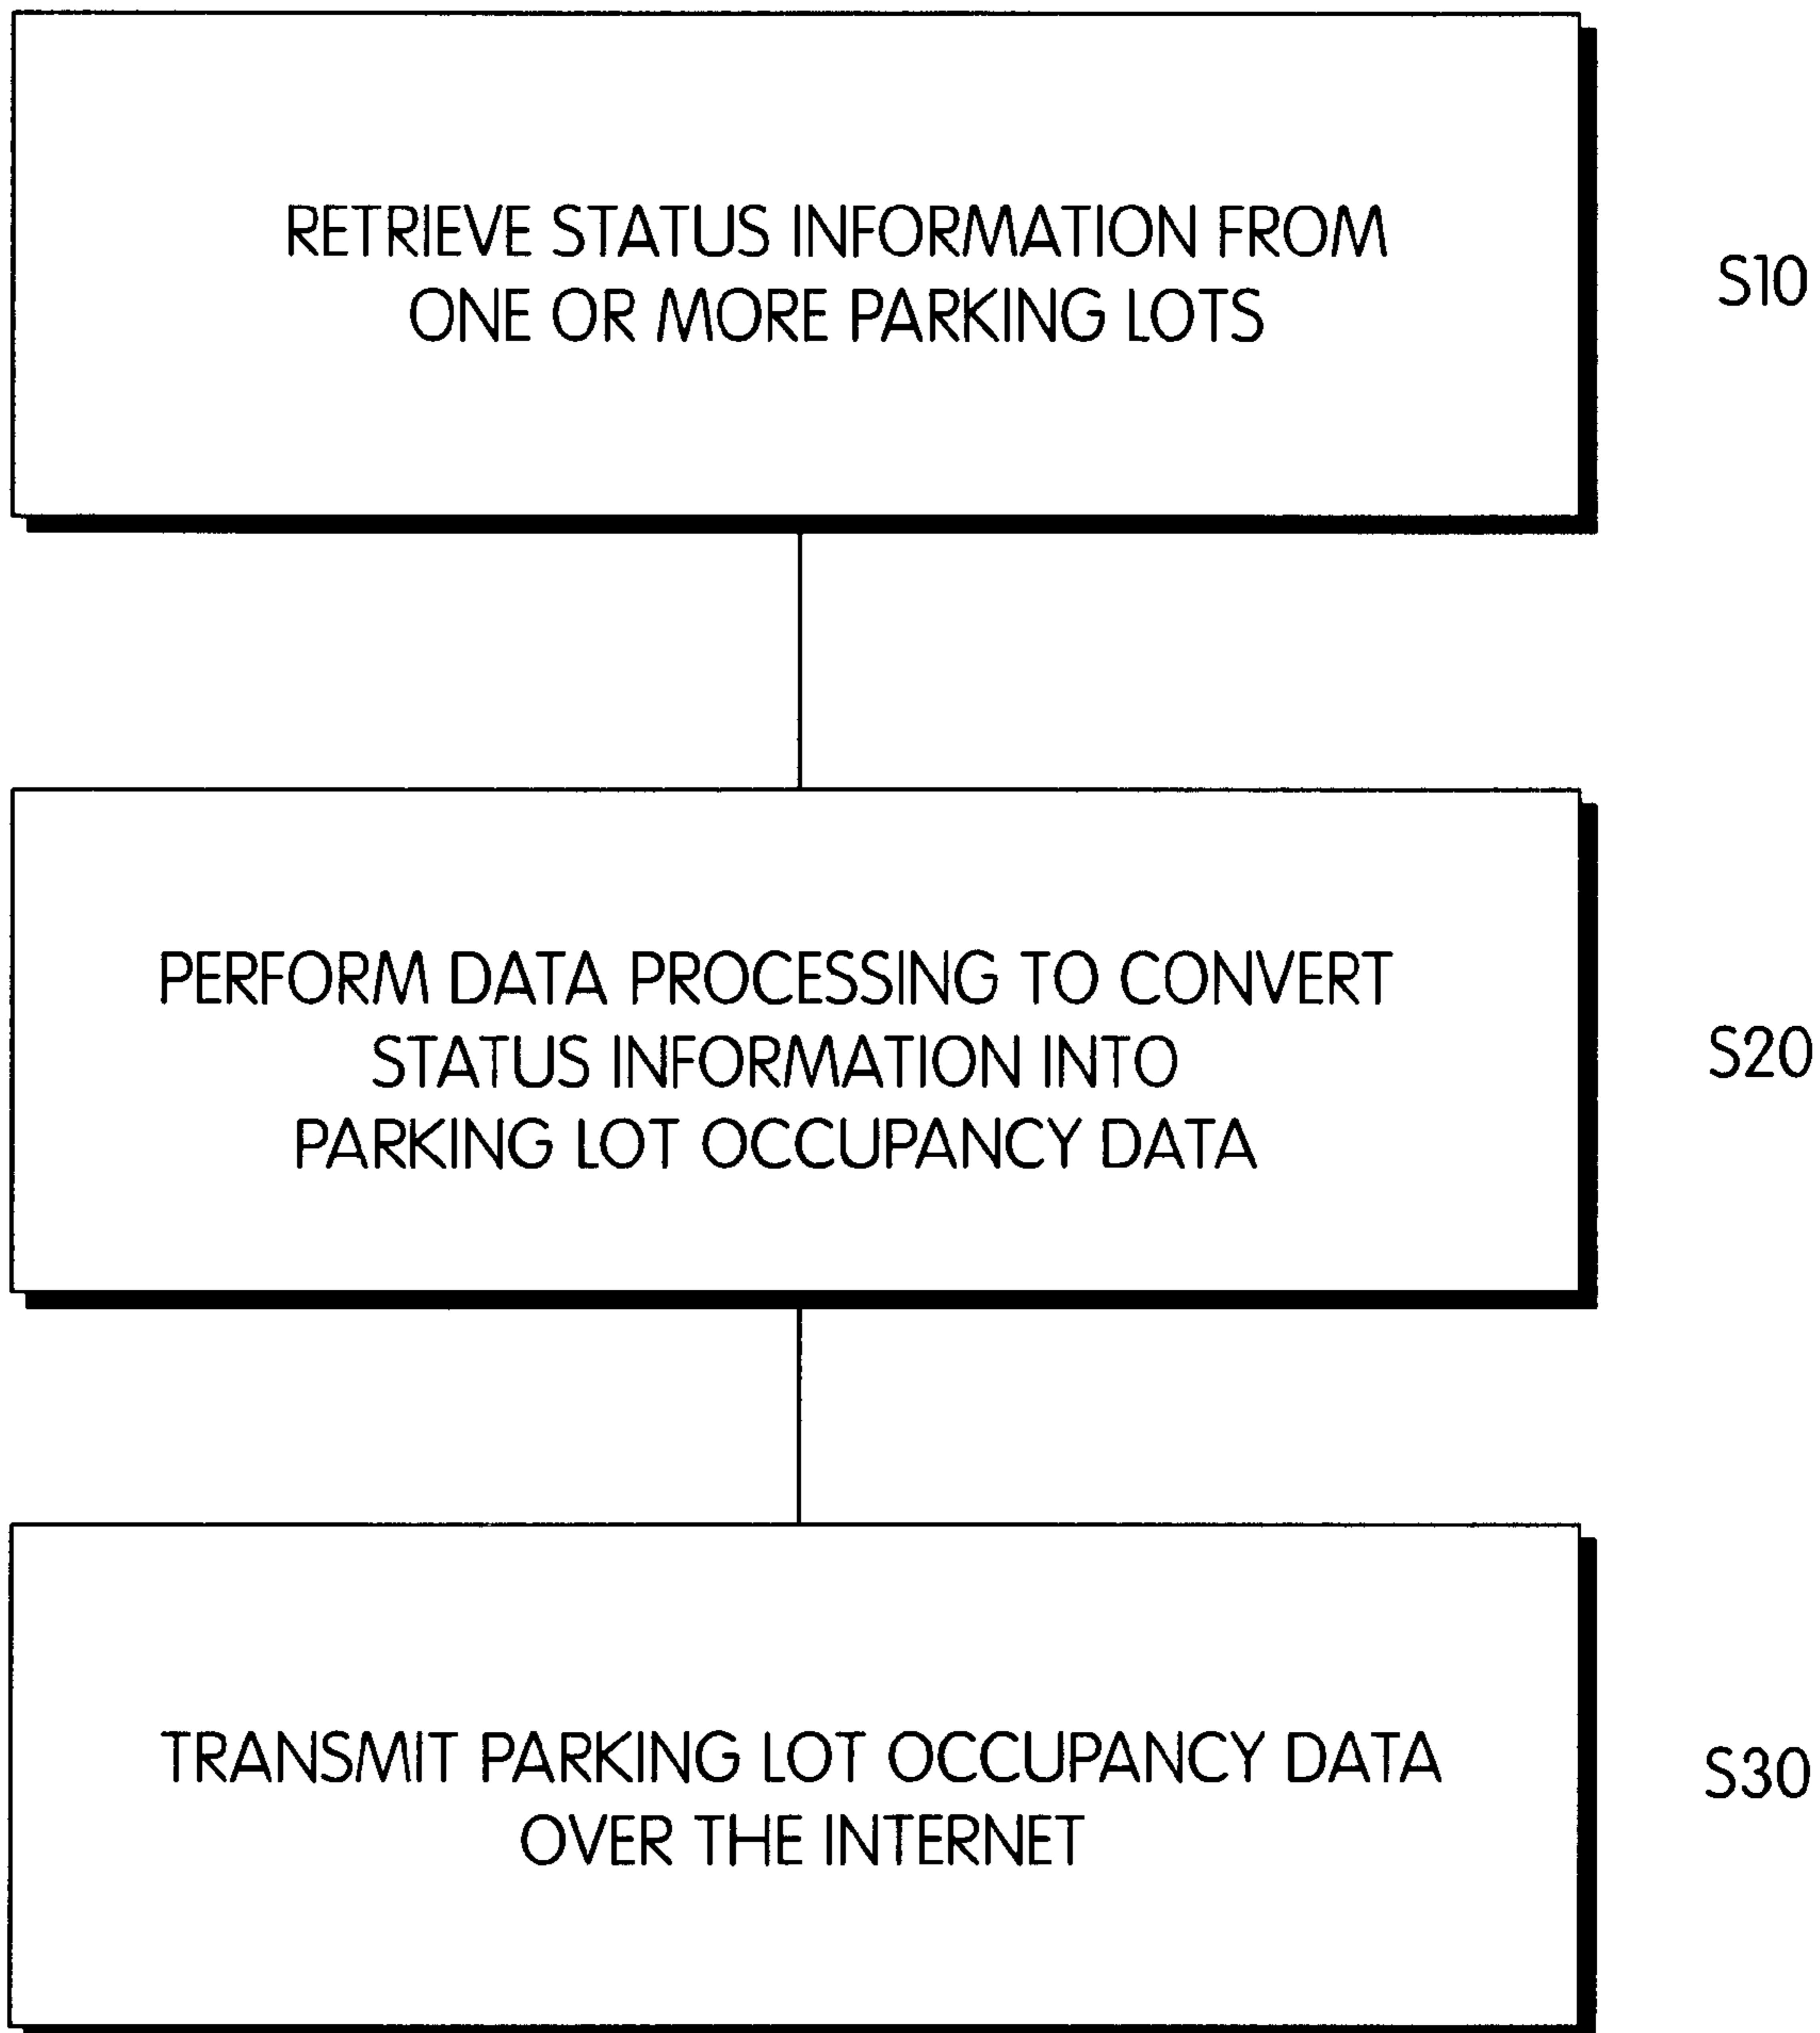 RETRIEVE STATUS INFORMATION FROM
ONE OR MORE PARKING LOTS
S10
PERFORM DATA PROCESSING TO CONVERT
STATUS INFORMATION INTO
PARKING LOT OCCUPANCY DATA
S20
TRANSMIT PARKING LOT OCCUPANCY DATA
OVER THE INTERNET
S30